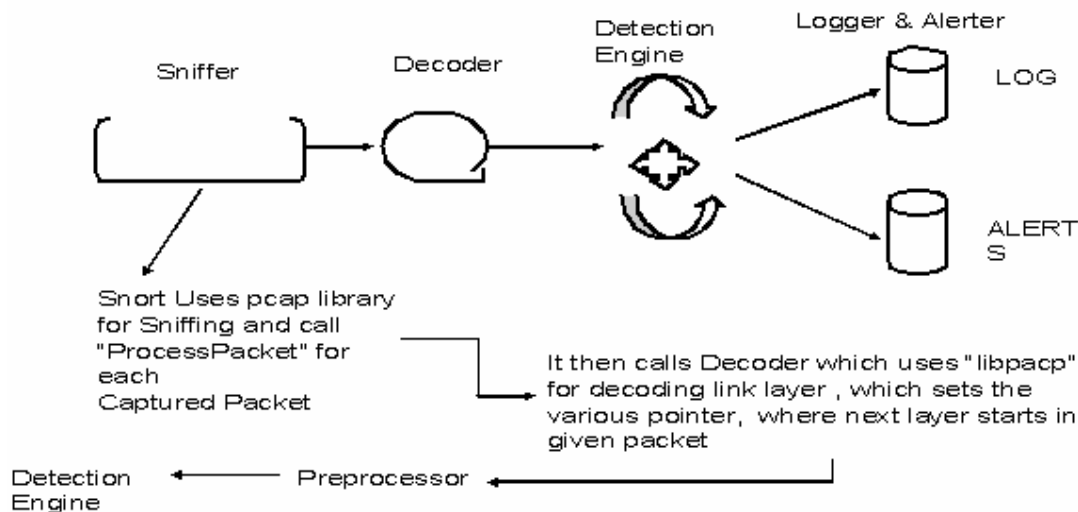 Sniffer
Decoder
Detection
Engine
Logger & Alerter
LOG
ALERT
S
Snort Uses pcap library
for Sniffing and call
"ProcessPacket" for
each
Captured Packet
It then calls Decoder which uses "libpacp"
for decoding link layer , which sets the
various pointer, where next layer starts in
given packet
Preprocessor
Detection
Engine